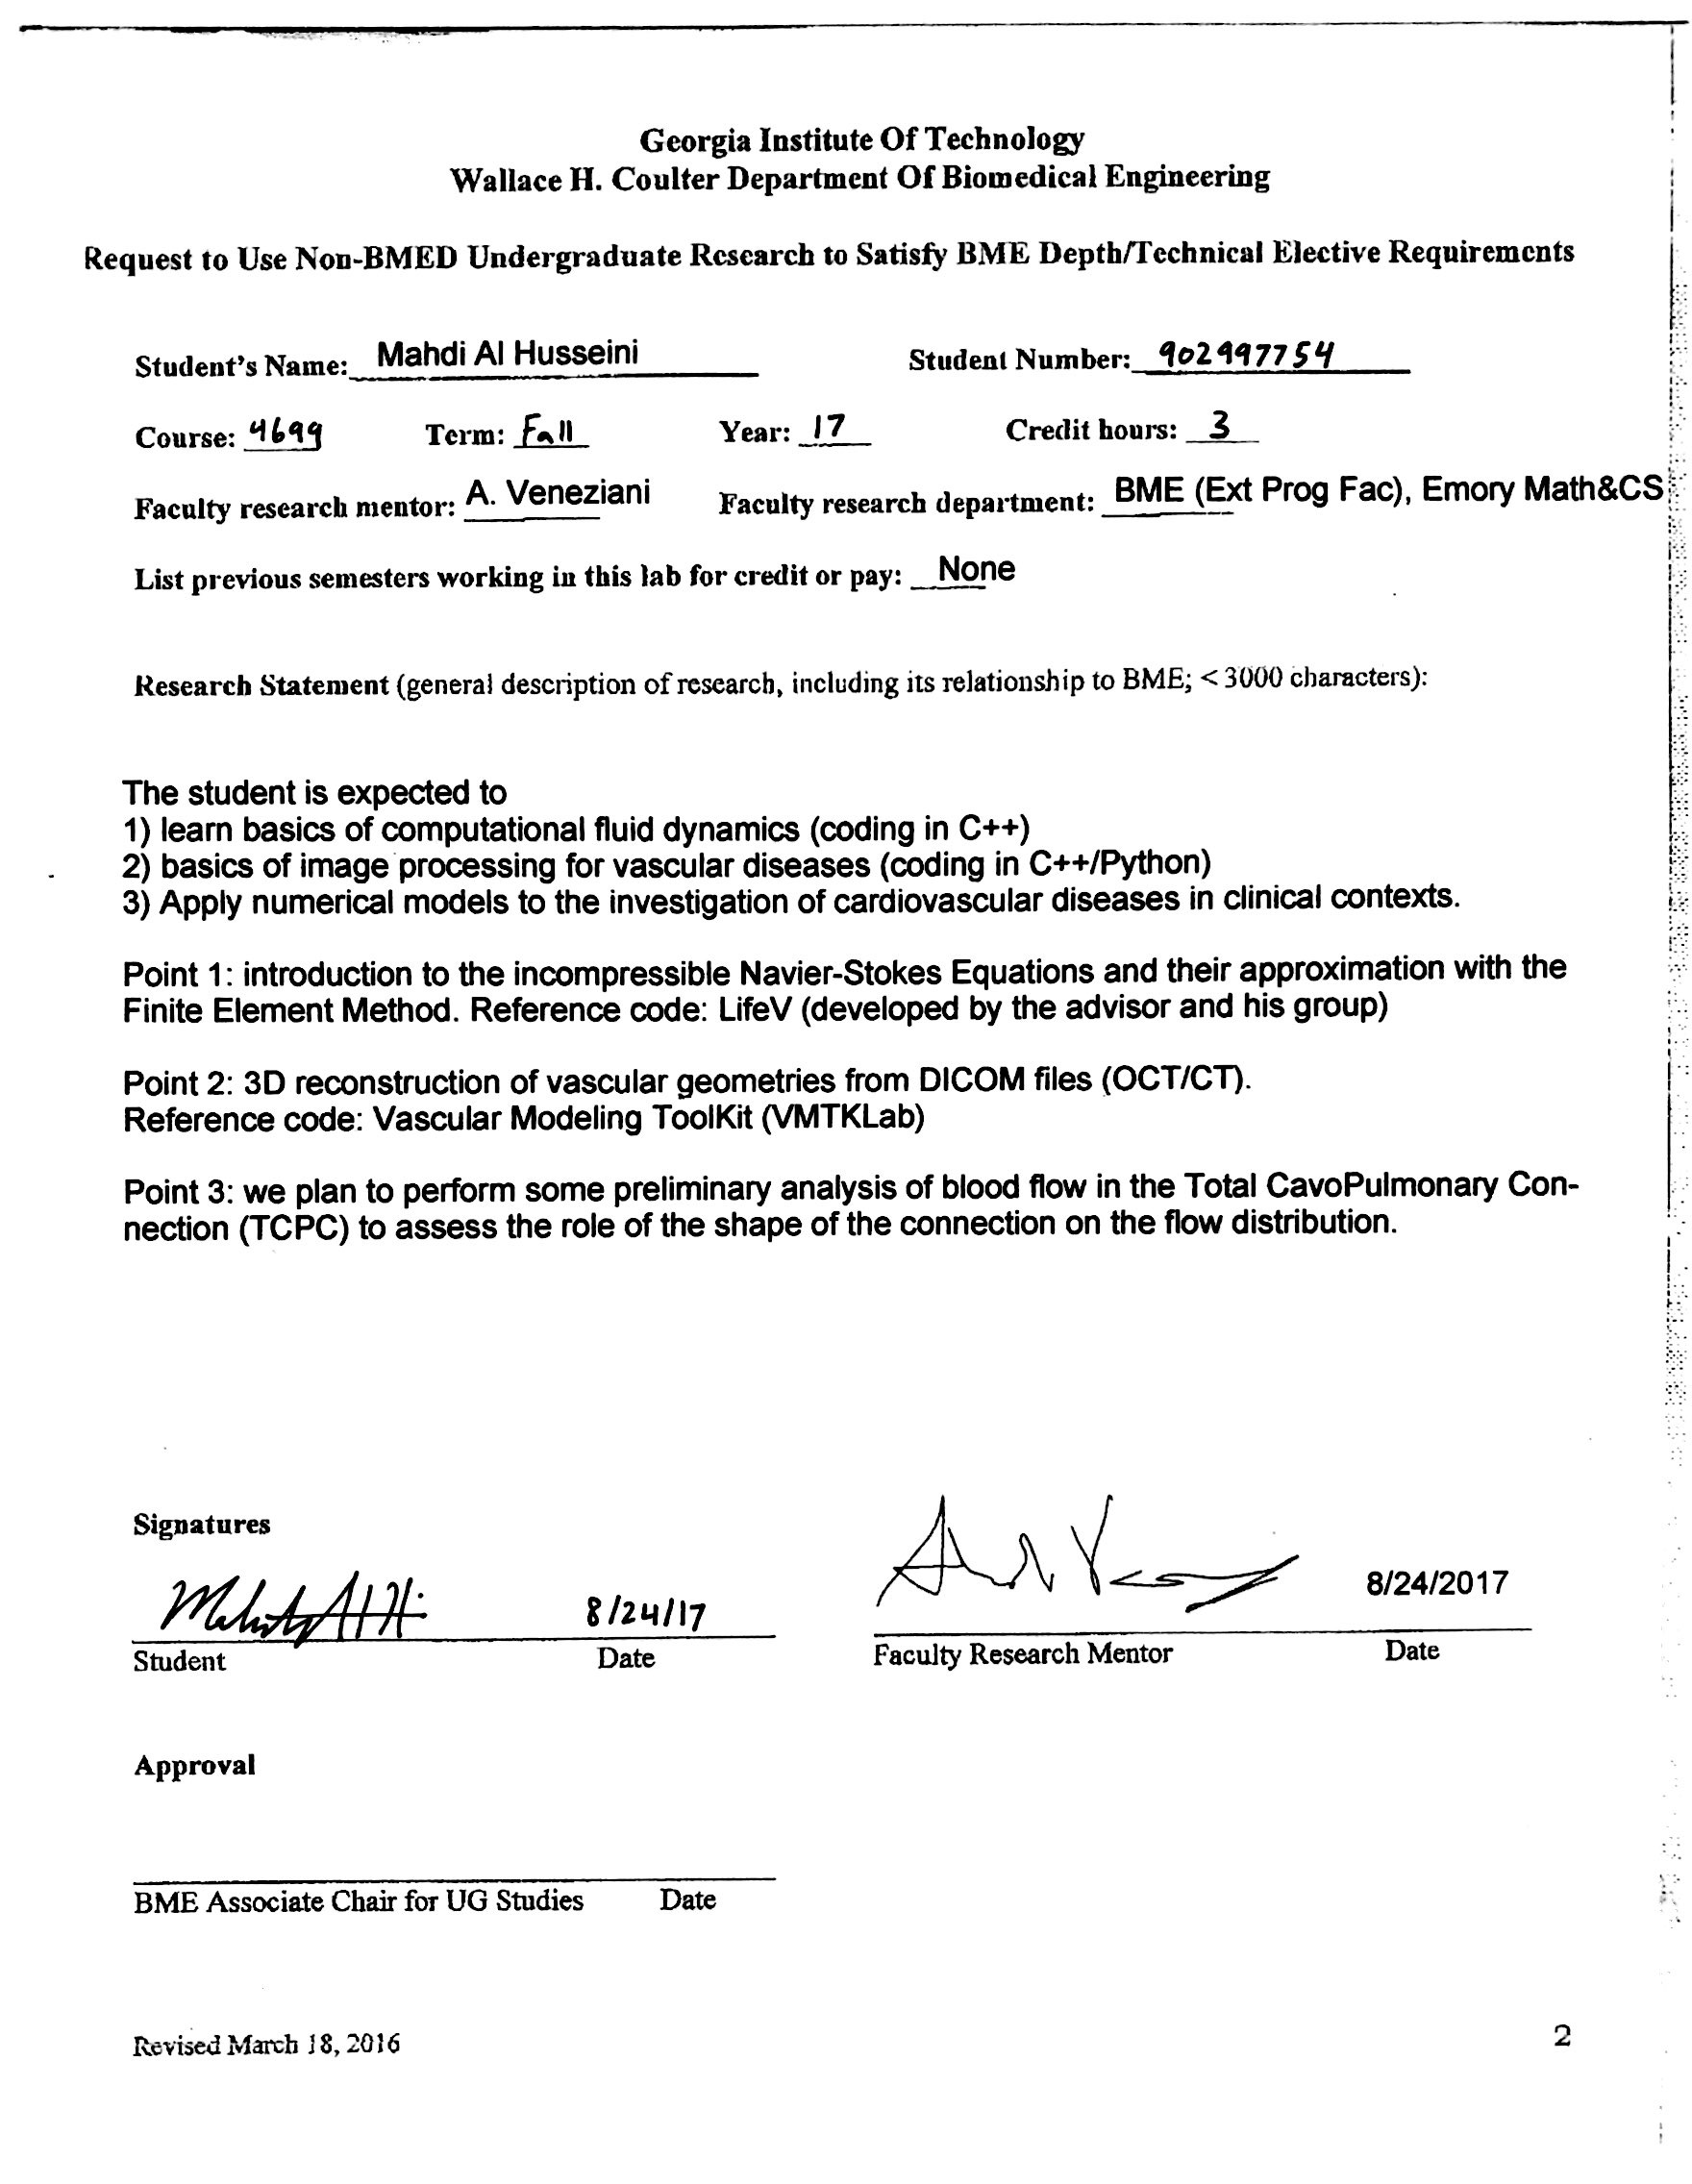 Georgia Institute Of Technology
Wallace H. Coulter Department Of Biomedical Engineering
Request to Use Non-BMED Undergraduate Research to Satisfy BME Depth/Technical Elective Requirements
Student's Name: Mahdi Al Husseini Student Number: 902997754
Course: 4699 Term: Fall Year: 17 Credit hours: 3
Faculty research mentor: A. Veneziani Faculty research department: BME (Ext Prog Fac), Emory Math&CS
List previous semesters working in this lab for credit or pay: None
Research Statement (general description of research, including its relationship to BME; < 3000 characters):
The student is expected to
1) learn basics of computational fluid dynamics (coding in C++)
2) basics of image processing for vascular diseases (coding in C++/Python)
3) Apply numerical models to the investigation of cardiovascular diseases in clinical contexts.
Point 1: introduction to the incompressible Navier-Stokes Equations and their approximation with the
Finite Element Method. Reference code: LifeV (developed by the advisor and his group)
Point 2: 3D reconstruction of vascular geometries from DICOM files (OCT/CT).
Reference code: Vascular Modeling ToolKit (VMTKLab)
Point 3: we plan to perform some preliminary analysis of blood flow in the Total CavoPulmonary Con-
nection (TCPC) to assess the role of the shape of the connection on the flow distribution.
Signatures
8/24/17 8/24/2017
Student Date Faculty Research Mentor Date
Approval
BME Associate Chair for UG Studies Date
Revised March 18, 2016 2